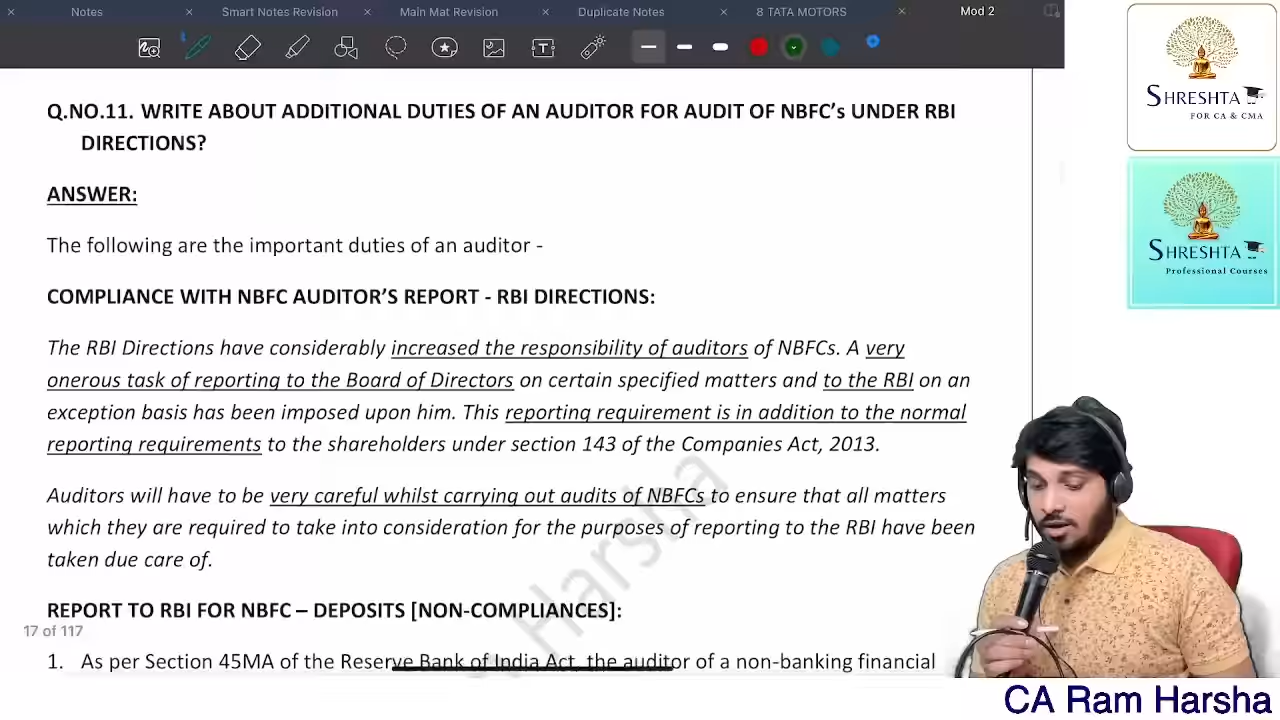 Notes
Smart Notes Revision
Main Mat Revision
Duplicate Notes
8 TATA MOTORS
Mod 2
SHRESHTA
FOR CA & CMA
SHRESHTA
Professional Courses
Q.NO.11. WRITE ABOUT ADDITIONAL DUTIES OF AN AUDITOR FOR AUDIT OF NBFC's UNDER RBI
DIRECTIONS?
ANSWER:
The following are the important duties of an auditor -
COMPLIANCE WITH NBFC AUDITOR'S REPORT - RBI DIRECTIONS:
The RBI Directions have considerably increased the responsibility of auditors of NBFCs. A very
onerous task of reporting to the Board of Directors on certain specified matters and to the RBI on an
exception basis has been imposed upon him. This reporting requirement is in addition to the normal
reporting requirements to the shareholders under section 143 of the Companies Act, 2013.
Auditors will have to be very careful whilst carrying out audits of NBFCs to ensure that all matters
which they are required to take into consideration for the purposes of reporting to the RBI have been
taken due care of.
REPORT TO RBI FOR NBFC – DEPOSITS [NON-COMPLIANCES]:
17 of 117
1. As per Section 45MA of the Reserve Bank of India Act, the auditor of a non-banking financial
Harsha
CA Ram Harsha